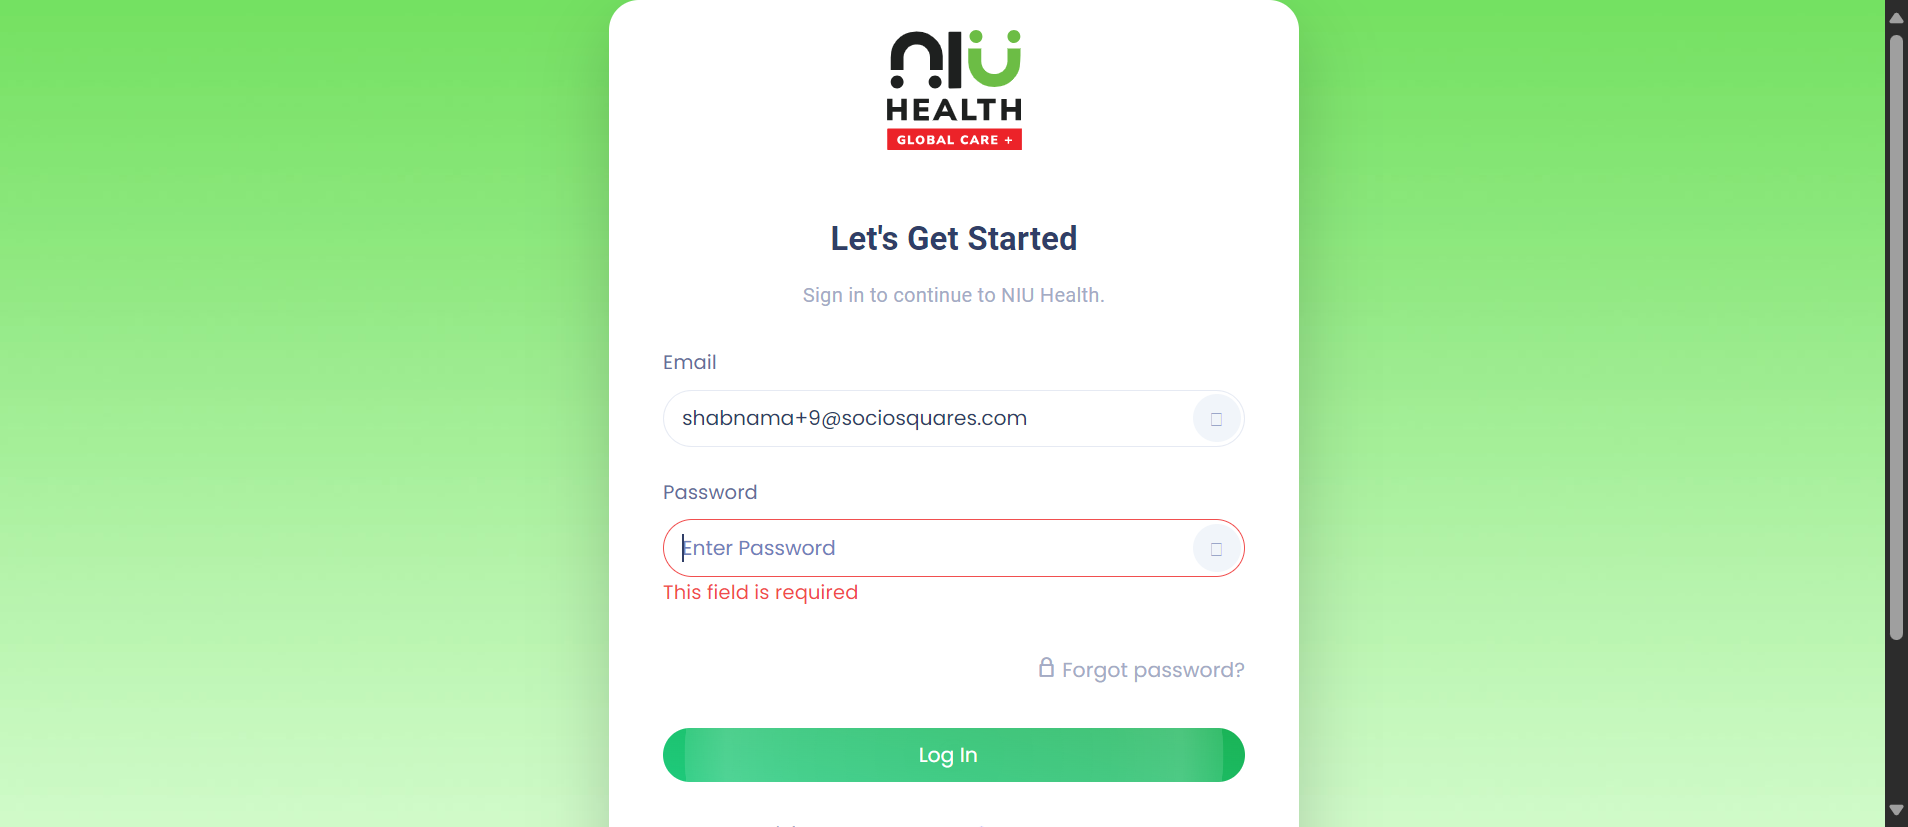 NIU
HEALTH
GLOBAL CARE +
Let's Get Started
Sign in to continue to NIU Health.
Email
shabnama+9@sociosquares.com
Password
Enter Password
This field is required
Forgot password?
Log In